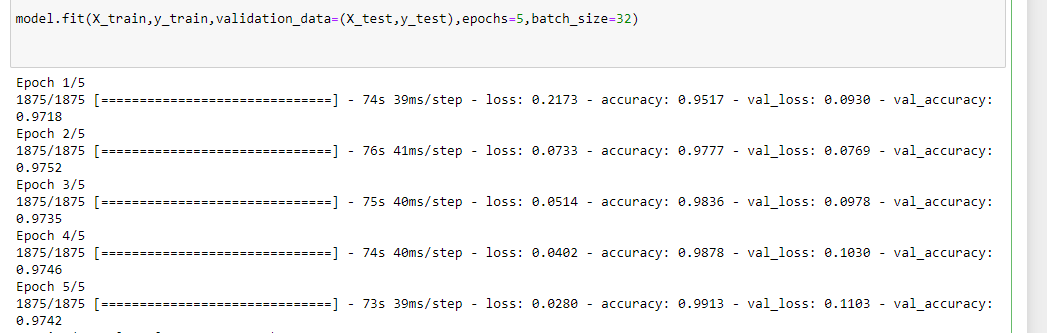 model.fit(X_train,y_train,validation_data=(X_test,y_test),epochs=5,batch_size=32)
Epoch 1/5
1875/1875 [==============================] - 74s 39ms/step - loss: 0.2173 - accuracy: 0.9517 - val_loss: 0.0930 - val_accuracy:
0.9718
Epoch 2/5
1875/1875 [==============================] - 76s 41ms/step - loss: 0.0733 - accuracy: 0.9777 - val_loss: 0.0769 - val_accuracy:
0.9752
Epoch 3/5
1875/1875 [==============================] - 75s 40ms/step - loss: 0.0514 - accuracy: 0.9836 - val_loss: 0.0978 - val_accuracy:
0.9735
Epoch 4/5
1875/1875 [==============================] - 74s 40ms/step - loss: 0.0402 - accuracy: 0.9878 - val_loss: 0.1030 - val_accuracy:
0.9746
Epoch 5/5
1875/1875 [==============================] - 73s 39ms/step - loss: 0.0280 - accuracy: 0.9913 - val_loss: 0.1103 - val_accuracy:
0.9742